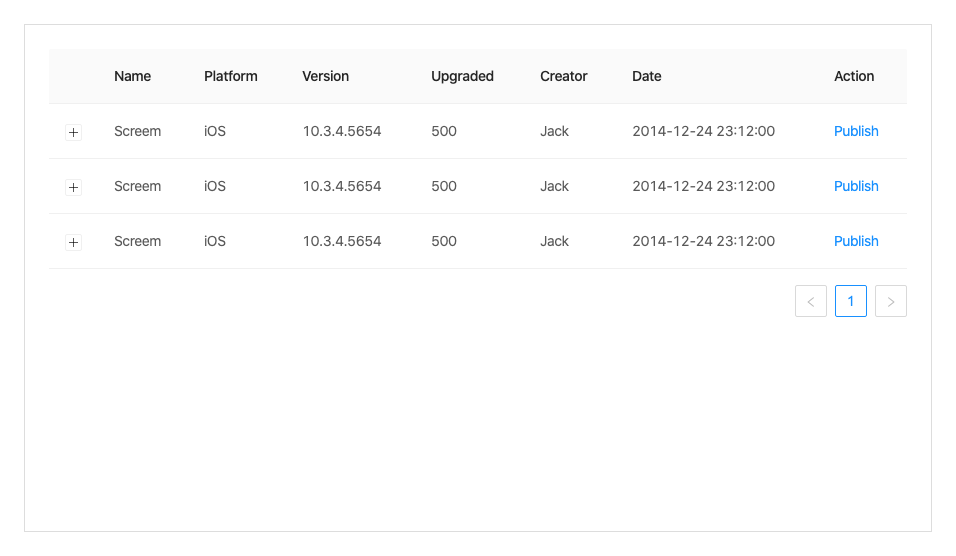 Name Platform Version Upgraded Creator Date Action
Screem iOS 10.3.4.5654 500 Jack 2014-12-24 23:12:00 Publish
Screem iOS 10.3.4.5654 500 Jack 2014-12-24 23:12:00 Publish
Screem iOS 10.3.4.5654 500 Jack 2014-12-24 23:12:00 Publish
1